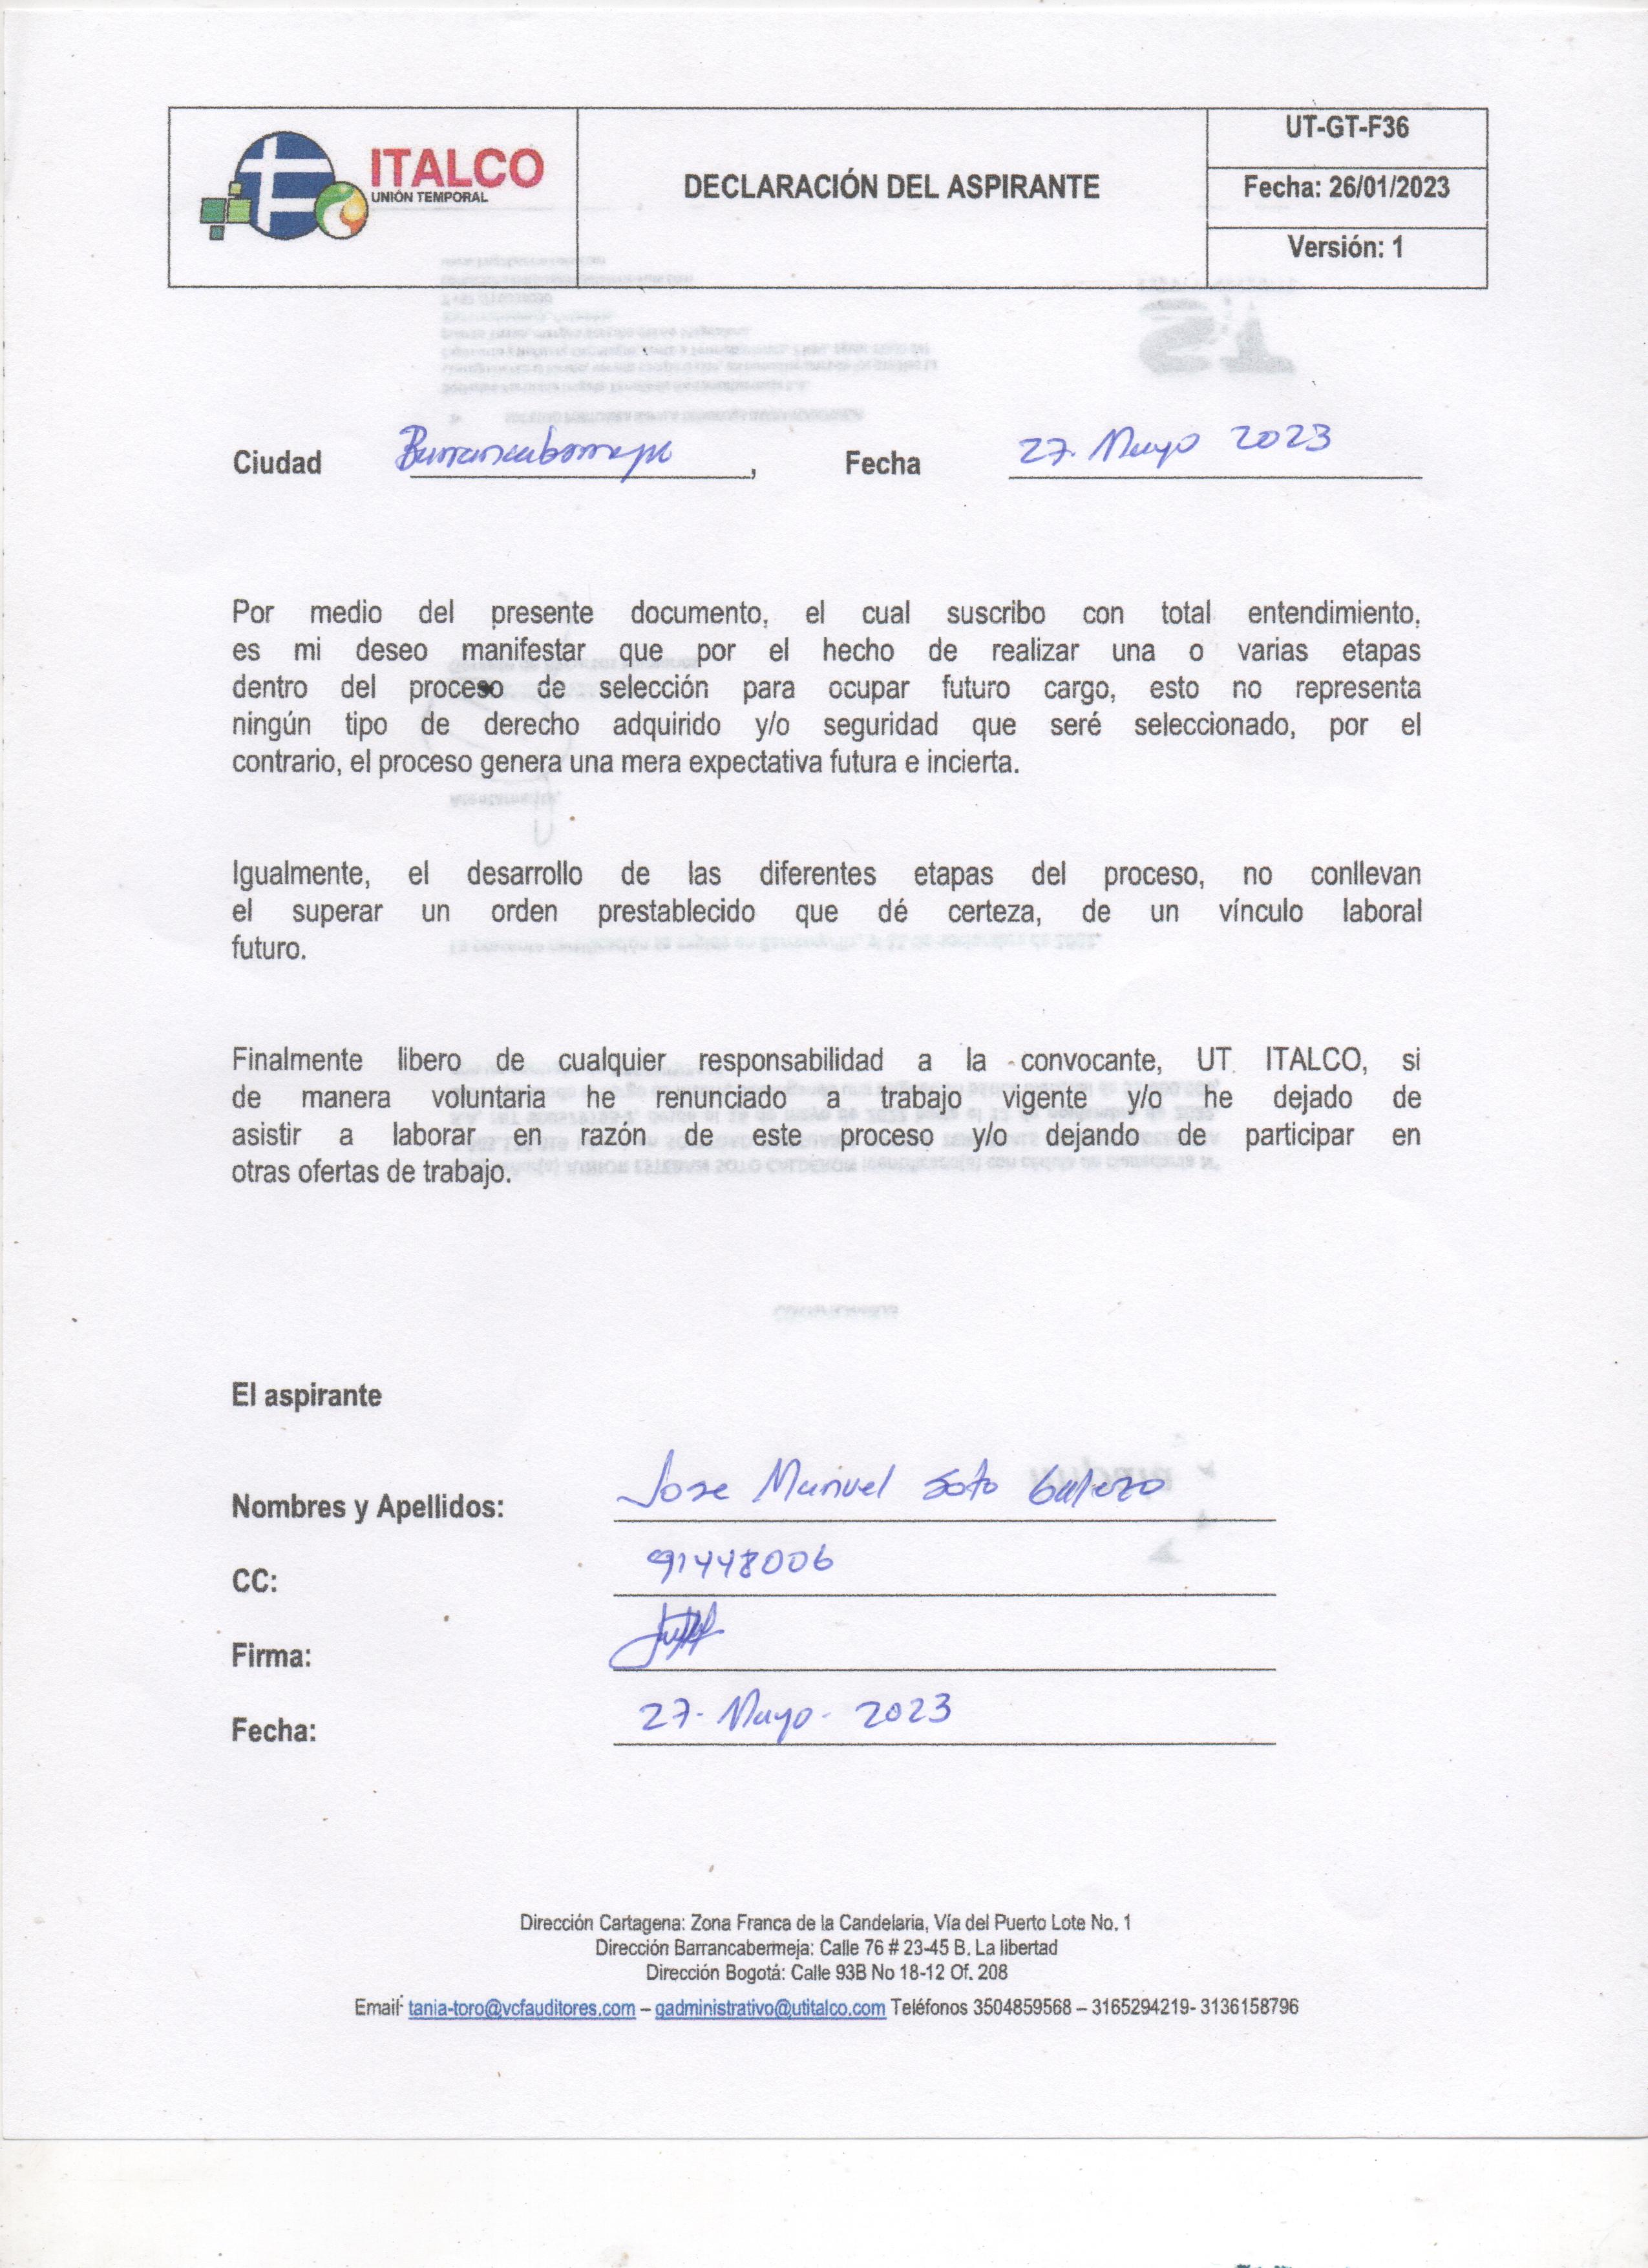 ITALCO
UNIÓN TEMPORAL
DECLARACIÓN DEL ASPIRANTE
UT-GT-F36
Fecha: 26/01/2023
Versión: 1
Ciudad Barrancabermeja, Fecha 27. Mayo 2023
Por medio del presente documento, el cual suscribo con total entendimiento,
es mi deseo manifestar que por el hecho de realizar una o varias etapas
dentro del proceso de selección para ocupar futuro cargo, esto no representa
ningún tipo de derecho adquirido y/o seguridad que seré seleccionado, por el
contrario, el proceso genera una mera expectativa futura e incierta.
Igualmente, el desarrollo de las diferentes etapas del proceso, no conllevan
el superar un orden prestablecido que dé certeza, de un vínculo laboral
futuro.
Finalmente libero de cualquier responsabilidad a la convocante, UT ITALCO, si
de manera voluntaria he renunciado a trabajo vigente y/o he dejado de
asistir a laborar en razón de este proceso y/o dejando de participar en
otras ofertas de trabajo.
El aspirante
Nombres y Apellidos: Jose Manuel Soto
CC: 91448006
Firma:
Fecha: 27-Mayo-2023
Dirección Cartagena: Zona Franca de la Candelaria, Vía del Puerto Lote No. 1
Dirección Barrancabermeja: Calle 76 # 23-45 B. La libertad
Dirección Bogotá: Calle 93B No 18-12 Of. 208
Email: tania-toro@vcfauditores.com – gadministrativo@utitalco.com Teléfonos 3504859568 – 3165294219- 3136158796